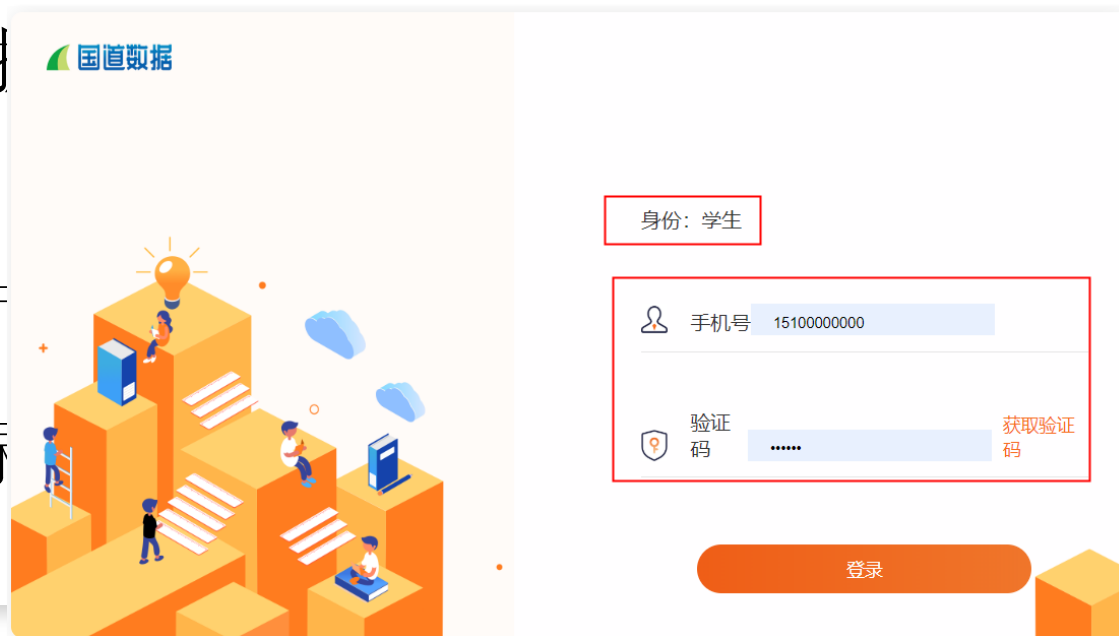 国道数据
身份：学生
手机号 15100000000
验证
码 ••••••
获取验证
码
登录